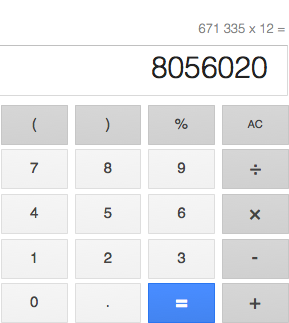 671 335 x 12 =
8056020
( ) % AC
7 8 9 ÷
4 5 6 ×
1 2 3 -
0 . = +